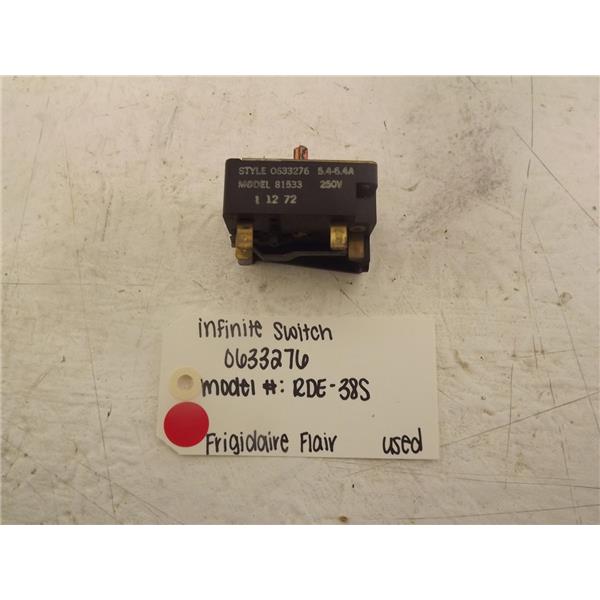 STYLE 0633276 5.4-6.4A
MODEL 81533 250V
1 12 72
infinite switch
0633276
model #: RDE-38S
Frigidaire Flair used